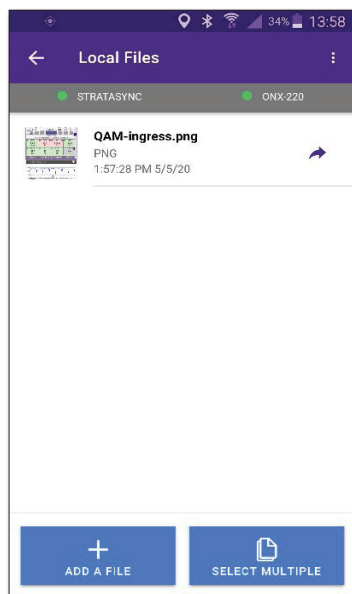 34% 13:58
Local Files
STRATASYNC ONX-220
QAM-ingress.png
PNG
1:57:28 PM 5/5/20
ADD A FILE SELECT MULTIPLE